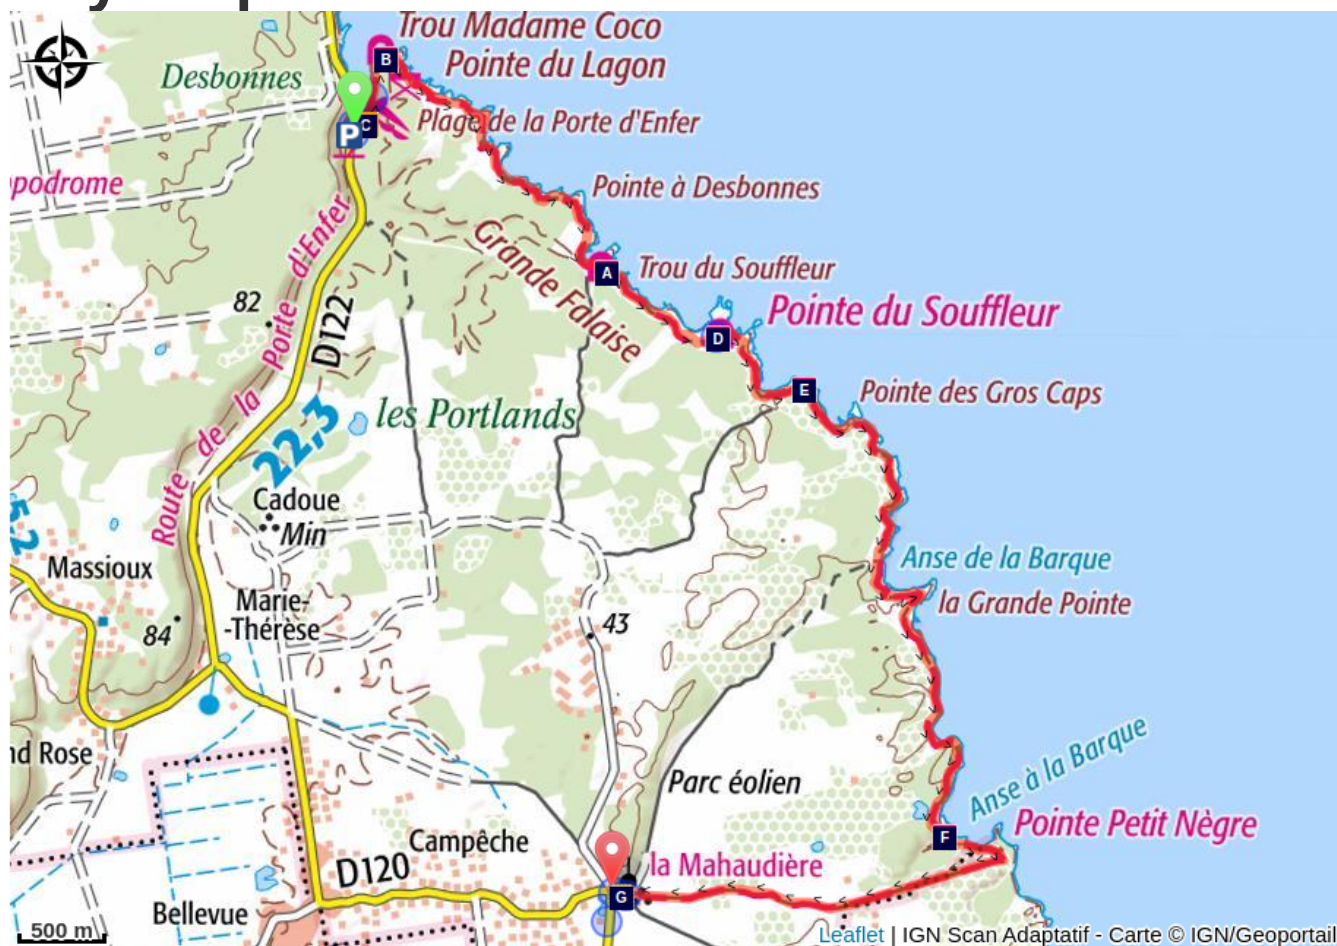 Trou Madame Coco
B
Pointe du Lagon
Desbonnes
C
P
Plage de la Porte d'Enfer
podrome
Pointe à Desbonnes
Grande Falaise
A
Trou du Souffleur
82
D122
Route de la Porte d'Enfer
D
Pointe du Souffleur
E
Pointe des Gros Caps
les Portlands
22,3
Cadoue
Min
5,2
Massioux
Anse de la Barque
la Grande Pointe
Marie-
-Thérèse
84
43
nd Rose
Parc éolien
Anse à la Barque
F
Pointe Petit Nègre
Campêche
la Mahaudière
D120
G
Bellevue
500 m
Leaflet | IGN Scan Adaptatif - Carte © IGN/Geoportail